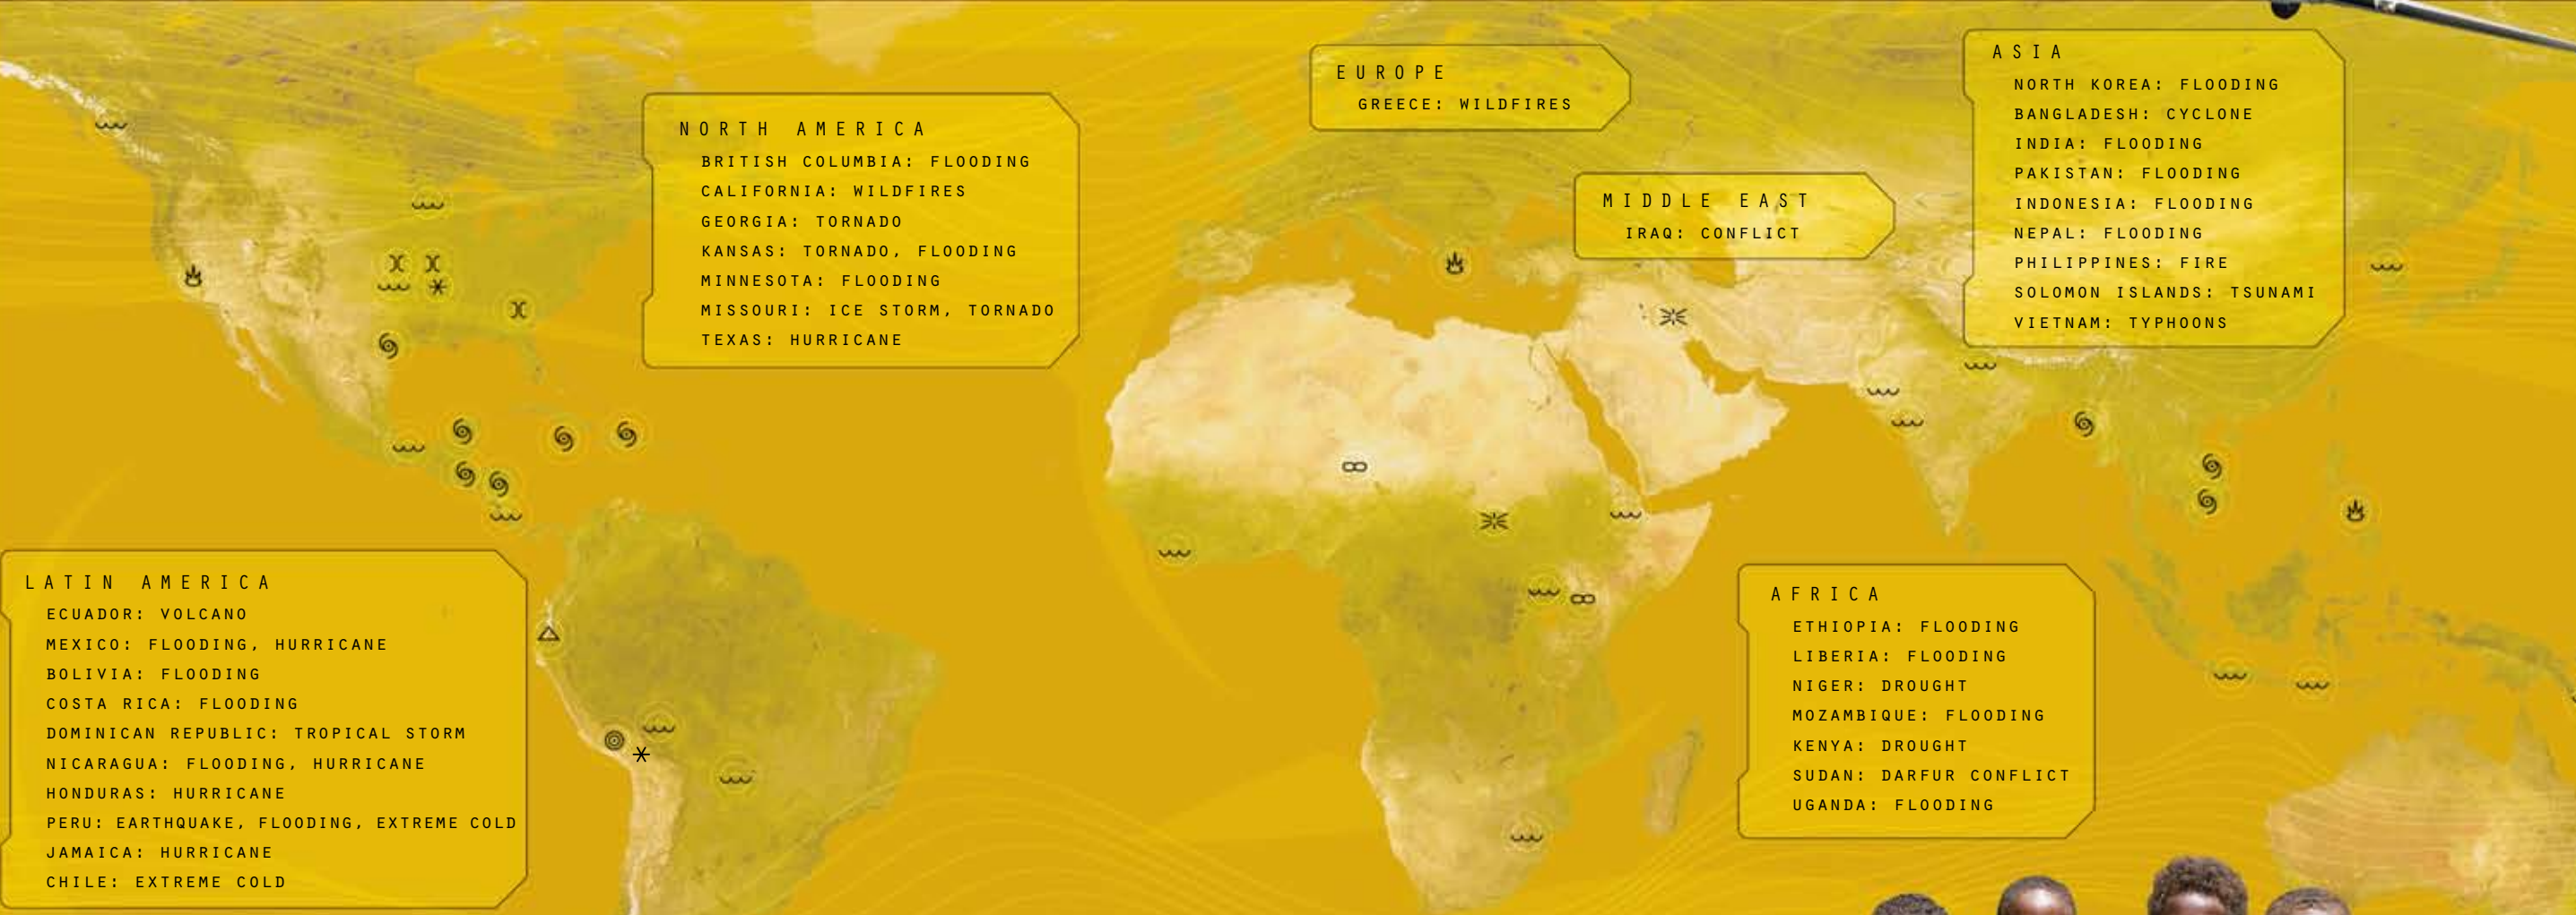 NORTH AMERICA
BRITISH COLUMBIA: FLOODING
CALIFORNIA: WILDFIRES
GEORGIA: TORNADO
KANSAS: TORNADO, FLOODING
MINNESOTA: FLOODING
MISSOURI: ICE STORM, TORNADO
TEXAS: HURRICANE
EUROPE
GREECE: WILDFIRES
MIDDLE EAST
IRAQ: CONFLICT
ASIA
NORTH KOREA: FLOODING
BANGLADESH: CYCLONE
INDIA: FLOODING
PAKISTAN: FLOODING
INDONESIA: FLOODING
NEPAL: FLOODING
PHILIPPINES: FIRE
SOLOMON ISLANDS: TSUNAMI
VIETNAM: TYPHOONS
LATIN AMERICA
ECUADOR: VOLCANO
MEXICO: FLOODING, HURRICANE
BOLIVIA: FLOODING
COSTA RICA: FLOODING
DOMINICAN REPUBLIC: TROPICAL STORM
NICARAGUA: FLOODING, HURRICANE
HONDURAS: HURRICANE
PERU: EARTHQUAKE, FLOODING, EXTREME COLD
JAMAICA: HURRICANE
CHILE: EXTREME COLD
AFRICA
ETHIOPIA: FLOODING
LIBERIA: FLOODING
NIGER: DROUGHT
MOZAMBIQUE: FLOODING
KENYA: DROUGHT
SUDAN: DARFUR CONFLICT
UGANDA: FLOODING